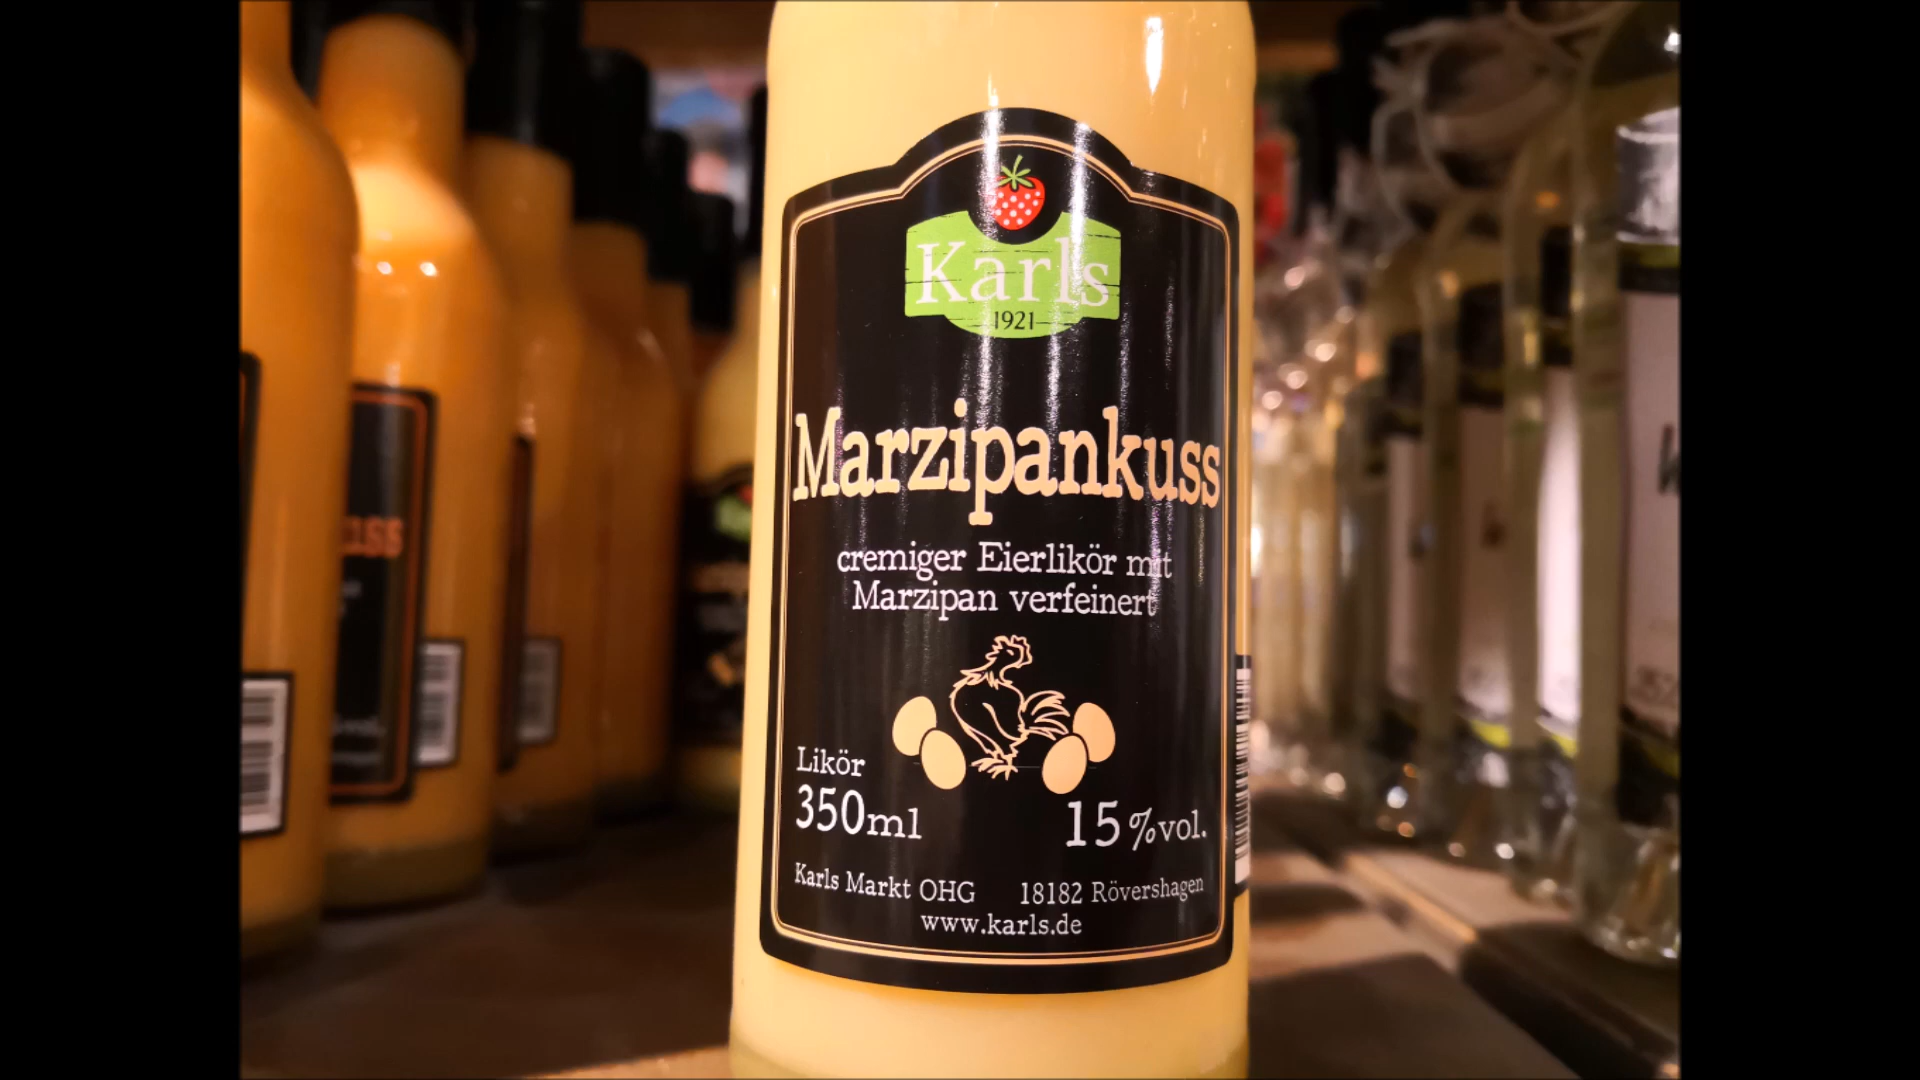 Karls
1921
Marzipankuss
cremiger Eierlikör mit
Marzipan verfeinert
Likör
350ml
15%vol.
Karls Markt OHG 18182 Rövershagen
www.karls.de
uss